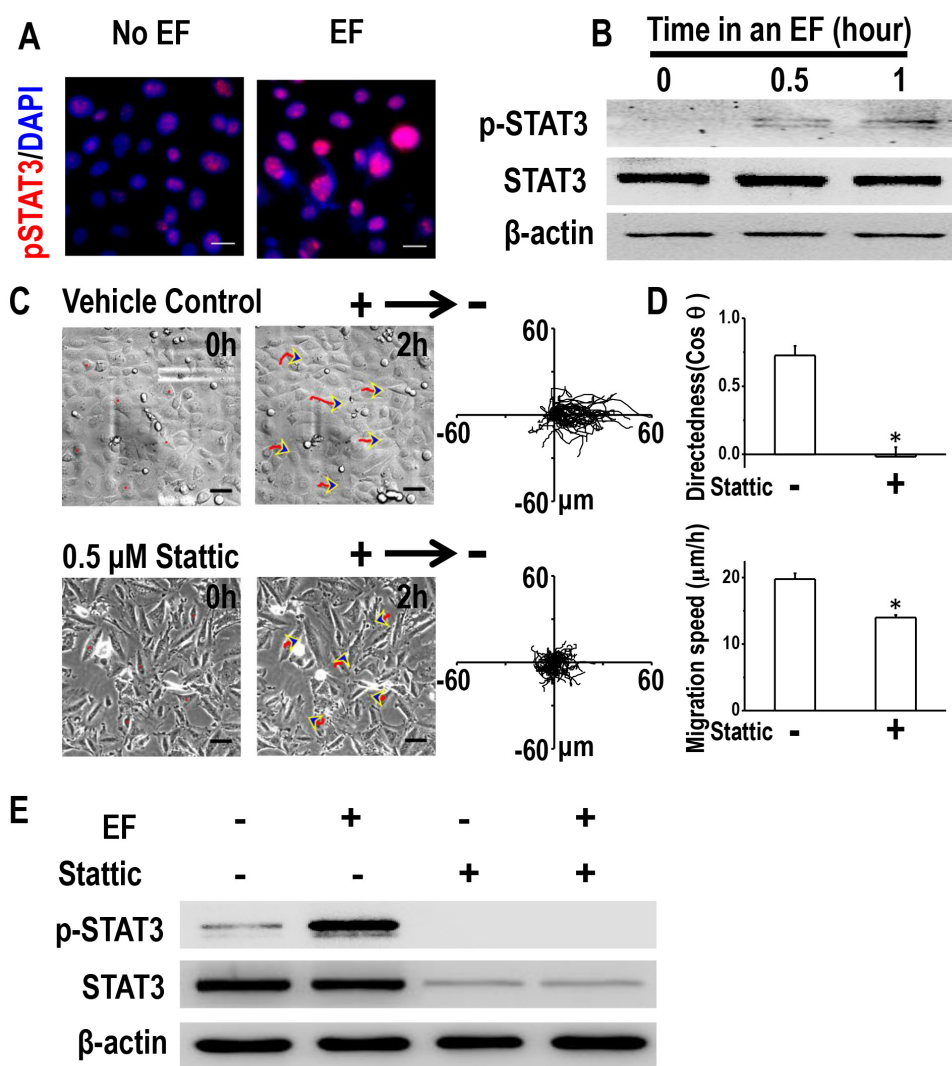 A
No EF EF
pSTAT3/DAPI
B
Time in an EF (hour)
0 0.5 1
p-STAT3
STAT3
β-actin
C
Vehicle Control + -
0h 2h
60
-60 60
-60 μm
0.5 μM Stattic + -
0h 2h
60
-60 60
-60 μm
D
Directedness(Cos θ )
1.0
0.5
0.0
*
Stattic - +
Migration speed (μm/h)
20
10
0
*
Stattic - +
E
EF - + - +
Stattic - - + +
p-STAT3
STAT3
β-actin